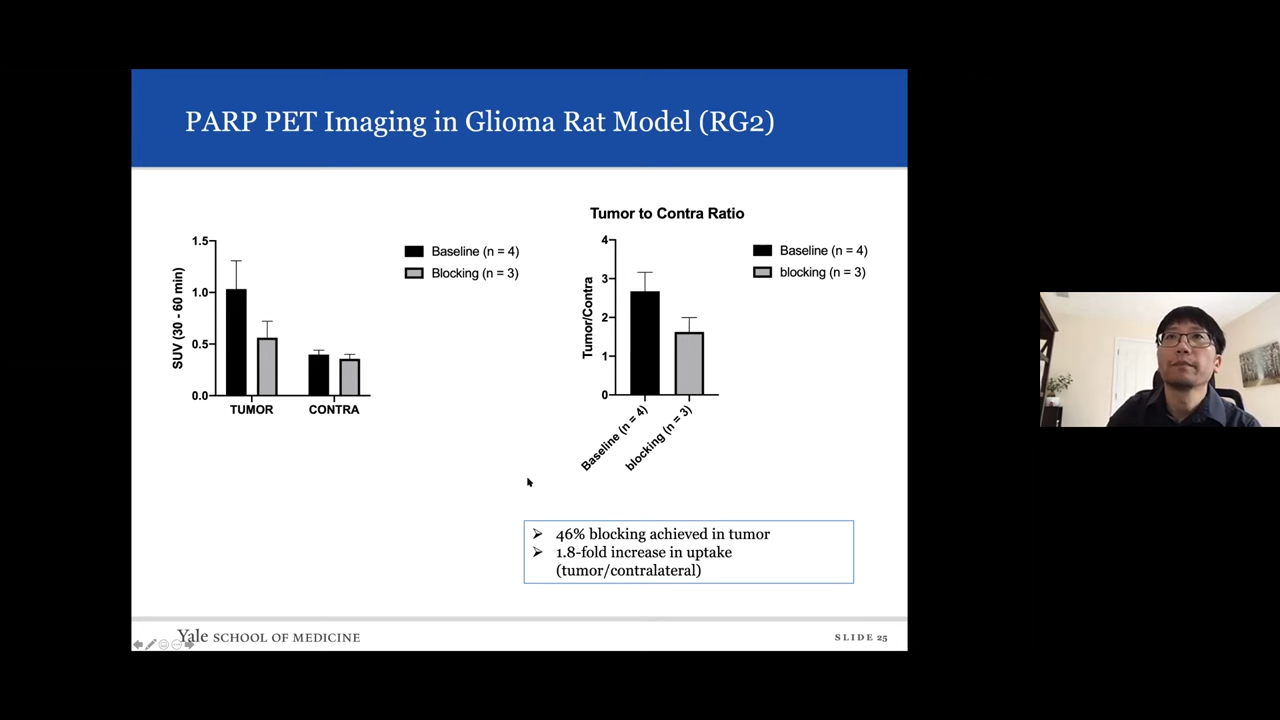 PARP PET Imaging in Glioma Rat Model (RG2)
1.5
1.0
0.5
0.0
SUV (30 - 60 min)
TUMOR
CONTRA
Baseline (n = 4)
Blocking (n = 3)
Tumor to Contra Ratio
4
3
2
1
0
Tumor/Contra
Baseline (n = 4)
blocking (n = 3)
Baseline (n = 4)
blocking (n = 3)
46% blocking achieved in tumor
1.8-fold increase in uptake
(tumor/contralateral)
Yale SCHOOL OF MEDICINE
SLIDE 25